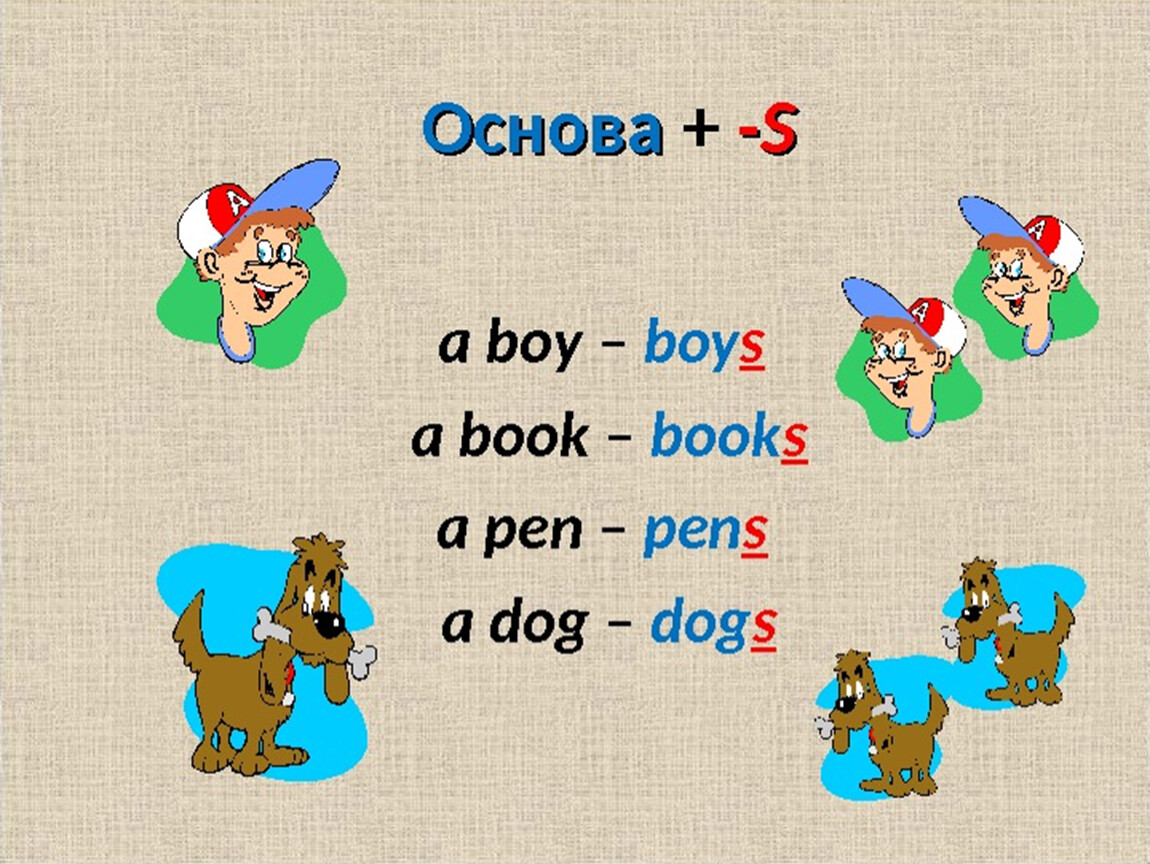 Основа + -S
a boy – boys
a book – books
a pen – pens
a dog – dogs
A
A
A